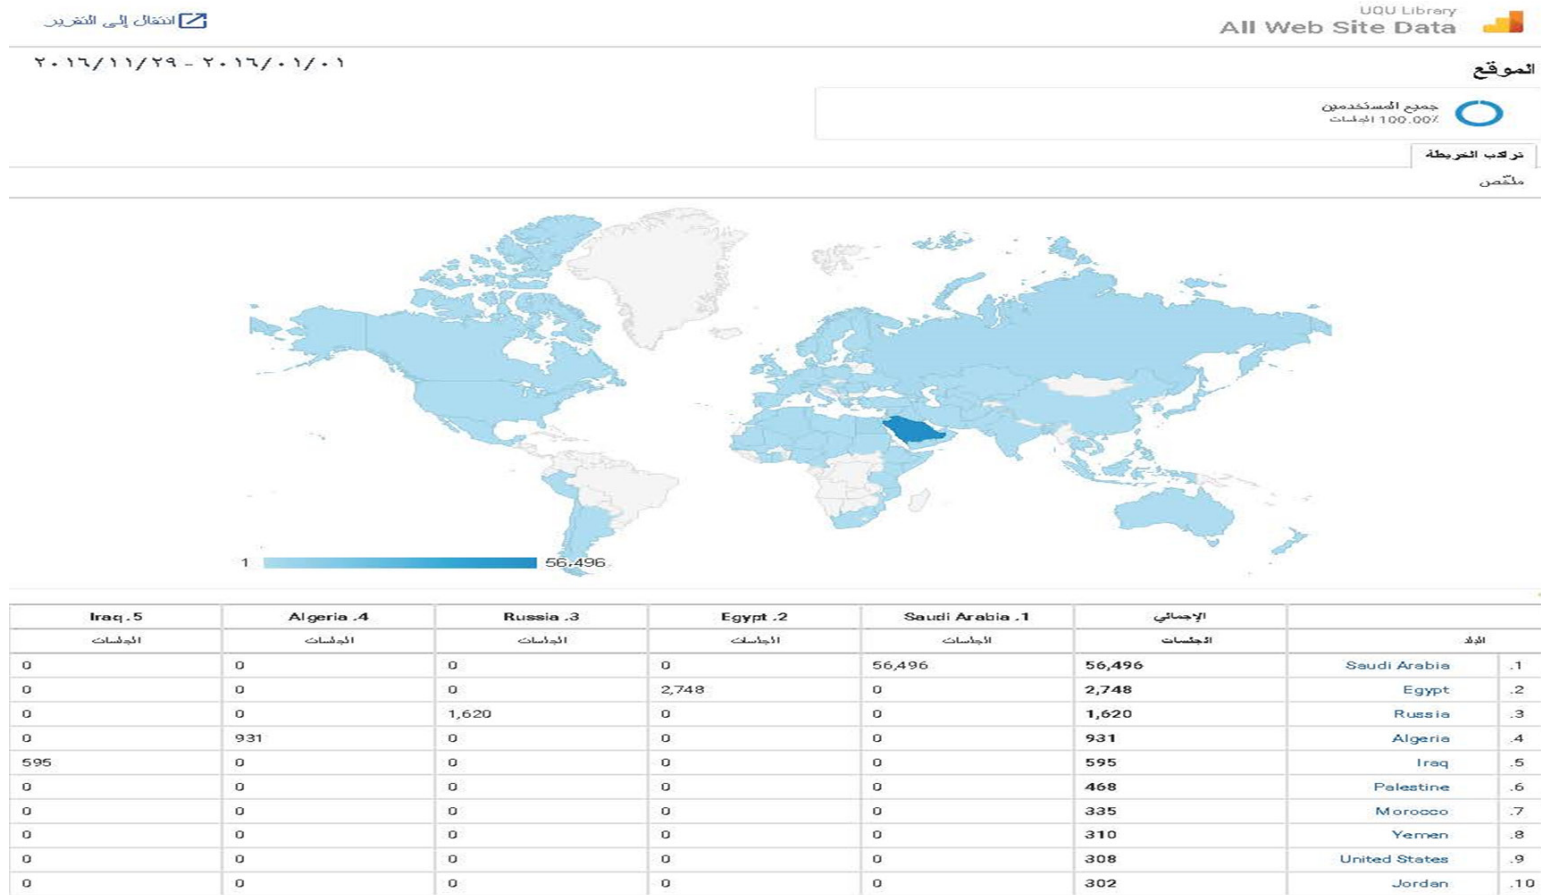 UQU Library
All Web Site Data
انتقال إلى التقرير
الموقع
٢٠١٦/٠١/٠١ - ٢٠١٦/١١/٢٩
جميع المستخدمين
100.00٪ الجلسات
تراكب الخريطة
ملخّص
1 56,496
البلد الإجمالي 1. Saudi Arabia 2. Egypt 3. Russia 4. Algeria 5. Iraq
الجلسات الجلسات الجلسات الجلسات الجلسات الجلسات
1. Saudi Arabia 56,496 56,496 0 0 0 0
2. Egypt 2,748 0 2,748 0 0 0
3. Russia 1,620 0 0 1,620 0 0
4. Algeria 931 0 0 0 931 0
5. Iraq 595 0 0 0 0 595
6. Palestine 468 0 0 0 0 0
7. Morocco 335 0 0 0 0 0
8. Yemen 310 0 0 0 0 0
9. United States 308 0 0 0 0 0
10. Jordan 302 0 0 0 0 0